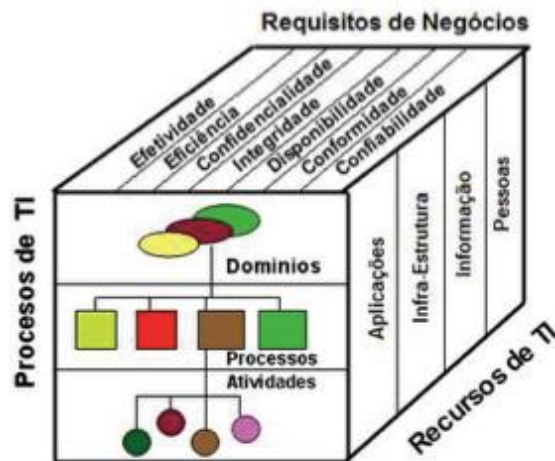 Requisitos de Negócios
Efetividade
Eficiência
Confidencialidade
Integridade
Disponibilidade
Conformidade
Confiabilidade
Procesos de TI
Dominios
Processos
Atividades
Aplicações
Infra-Estrutura
Informação
Pessoas
Recursos de TI